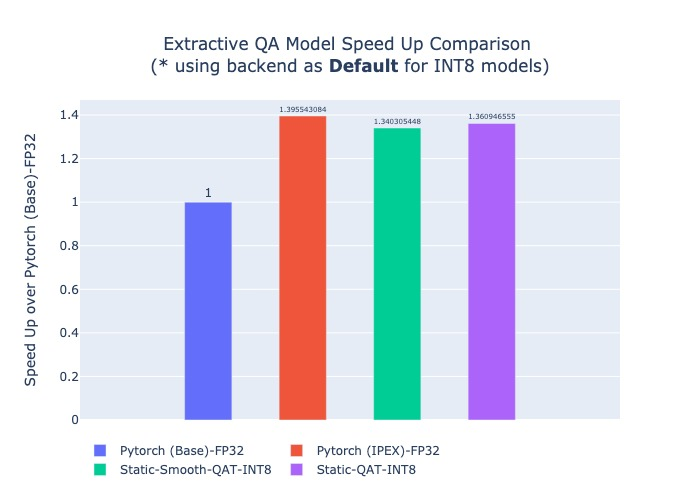 Extractive QA Model Speed Up Comparison
(* using backend as Default for INT8 models)
Speed Up over Pytorch (Base)-FP32
1.4
1.2
1
0.8
0.6
0.4
0.2
0
1
1.395543084
1.340305448
1.360946555
Pytorch (Base)-FP32
Pytorch (IPEX)-FP32
Static-Smooth-QAT-INT8
Static-QAT-INT8